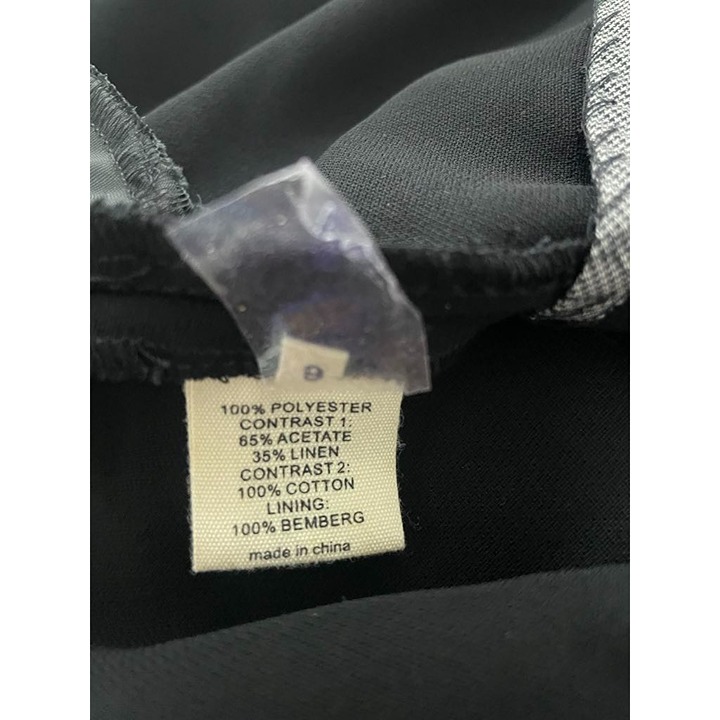 100% POLYESTER
CONTRAST 1:
65% ACETATE
35% LINEN
CONTRAST 2:
100% COTTON
LINING:
100% BEMBERG
made in china